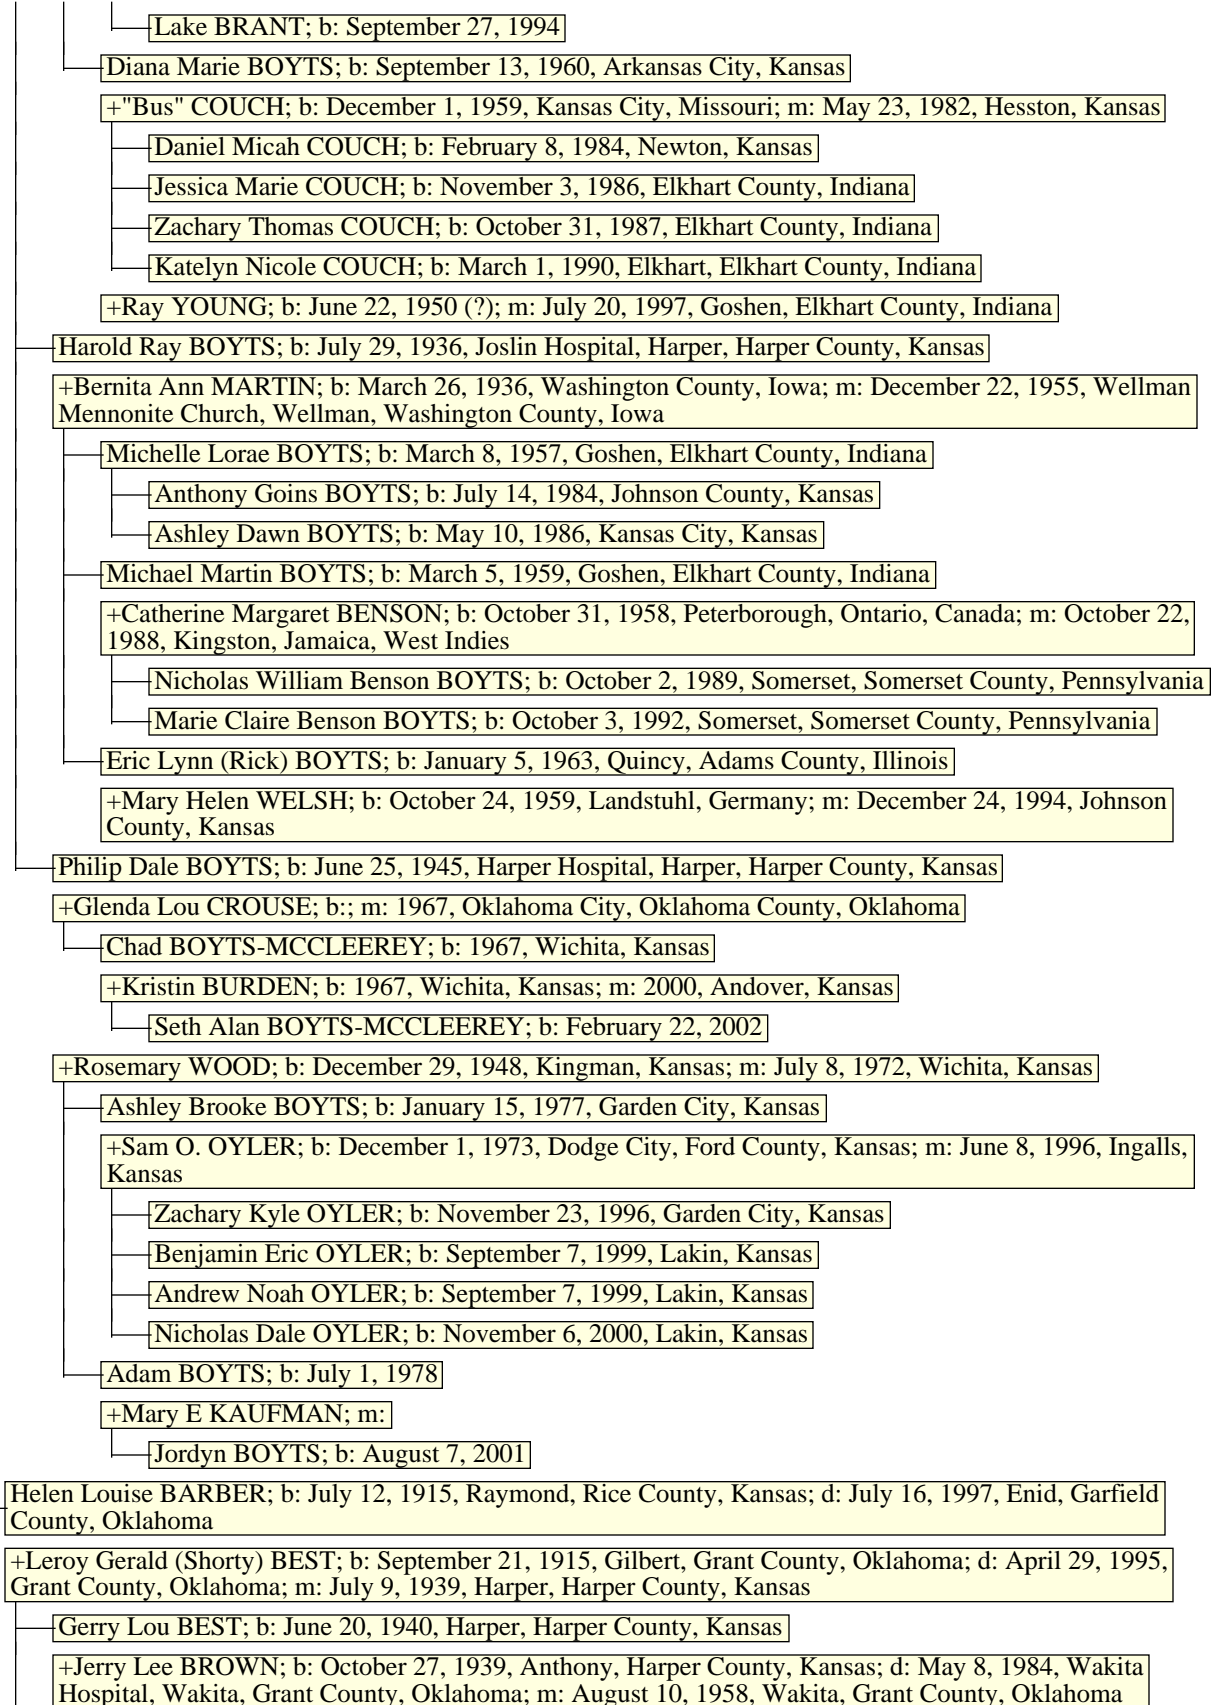 Lake BRANT; b: September 27, 1994
Diana Marie BOYTS; b: September 13, 1960, Arkansas City, Kansas
+"Bus" COUCH; b: December 1, 1959, Kansas City, Missouri; m: May 23, 1982, Hesston, Kansas
Daniel Micah COUCH; b: February 8, 1984, Newton, Kansas
Jessica Marie COUCH; b: November 3, 1986, Elkhart County, Indiana
Zachary Thomas COUCH; b: October 31, 1987, Elkhart County, Indiana
Katelyn Nicole COUCH; b: March 1, 1990, Elkhart, Elkhart County, Indiana
+Ray YOUNG; b: June 22, 1950 (?); m: July 20, 1997, Goshen, Elkhart County, Indiana
Harold Ray BOYTS; b: July 29, 1936, Joslin Hospital, Harper, Harper County, Kansas
+Bernita Ann MARTIN; b: March 26, 1936, Washington County, Iowa; m: December 22, 1955, Wellman
Mennonite Church, Wellman, Washington County, Iowa
Michelle Lorae BOYTS; b: March 8, 1957, Goshen, Elkhart County, Indiana
Anthony Goins BOYTS; b: July 14, 1984, Johnson County, Kansas
Ashley Dawn BOYTS; b: May 10, 1986, Kansas City, Kansas
Michael Martin BOYTS; b: March 5, 1959, Goshen, Elkhart County, Indiana
+Catherine Margaret BENSON; b: October 31, 1958, Peterborough, Ontario, Canada; m: October 22,
1988, Kingston, Jamaica, West Indies
Nicholas William Benson BOYTS; b: October 2, 1989, Somerset, Somerset County, Pennsylvania
Marie Claire Benson BOYTS; b: October 3, 1992, Somerset, Somerset County, Pennsylvania
Eric Lynn (Rick) BOYTS; b: January 5, 1963, Quincy, Adams County, Illinois
+Mary Helen WELSH; b: October 24, 1959, Landstuhl, Germany; m: December 24, 1994, Johnson
County, Kansas
Philip Dale BOYTS; b: June 25, 1945, Harper Hospital, Harper, Harper County, Kansas
+Glenda Lou CROUSE; b:; m: 1967, Oklahoma City, Oklahoma County, Oklahoma
Chad BOYTS-MCCLEEREY; b: 1967, Wichita, Kansas
+Kristin BURDEN; b: 1967, Wichita, Kansas; m: 2000, Andover, Kansas
Seth Alan BOYTS-MCCLEEREY; b: February 22, 2002
+Rosemary WOOD; b: December 29, 1948, Kingman, Kansas; m: July 8, 1972, Wichita, Kansas
Ashley Brooke BOYTS; b: January 15, 1977, Garden City, Kansas
+Sam O. OYLER; b: December 1, 1973, Dodge City, Ford County, Kansas; m: June 8, 1996, Ingalls,
Kansas
Zachary Kyle OYLER; b: November 23, 1996, Garden City, Kansas
Benjamin Eric OYLER; b: September 7, 1999, Lakin, Kansas
Andrew Noah OYLER; b: September 7, 1999, Lakin, Kansas
Nicholas Dale OYLER; b: November 6, 2000, Lakin, Kansas
Adam BOYTS; b: July 1, 1978
+Mary E KAUFMAN; m:
Jordyn BOYTS; b: August 7, 2001
Helen Louise BARBER; b: July 12, 1915, Raymond, Rice County, Kansas; d: July 16, 1997, Enid, Garfield
County, Oklahoma
+Leroy Gerald (Shorty) BEST; b: September 21, 1915, Gilbert, Grant County, Oklahoma; d: April 29, 1995,
Grant County, Oklahoma; m: July 9, 1939, Harper, Harper County, Kansas
Gerry Lou BEST; b: June 20, 1940, Harper, Harper County, Kansas
+Jerry Lee BROWN; b: October 27, 1939, Anthony, Harper County, Kansas; d: May 8, 1984, Wakita
Hospital, Wakita, Grant County, Oklahoma; m: August 10, 1958, Wakita, Grant County, Oklahoma